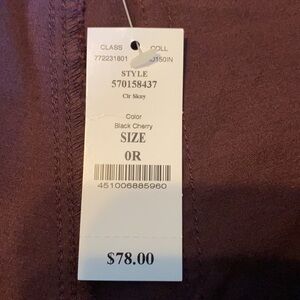 CLASS COLL
772231801
STYLE
570158437
Clr Skny
Color
Black Cherry
SIZE
0R
451006885960
$78.00